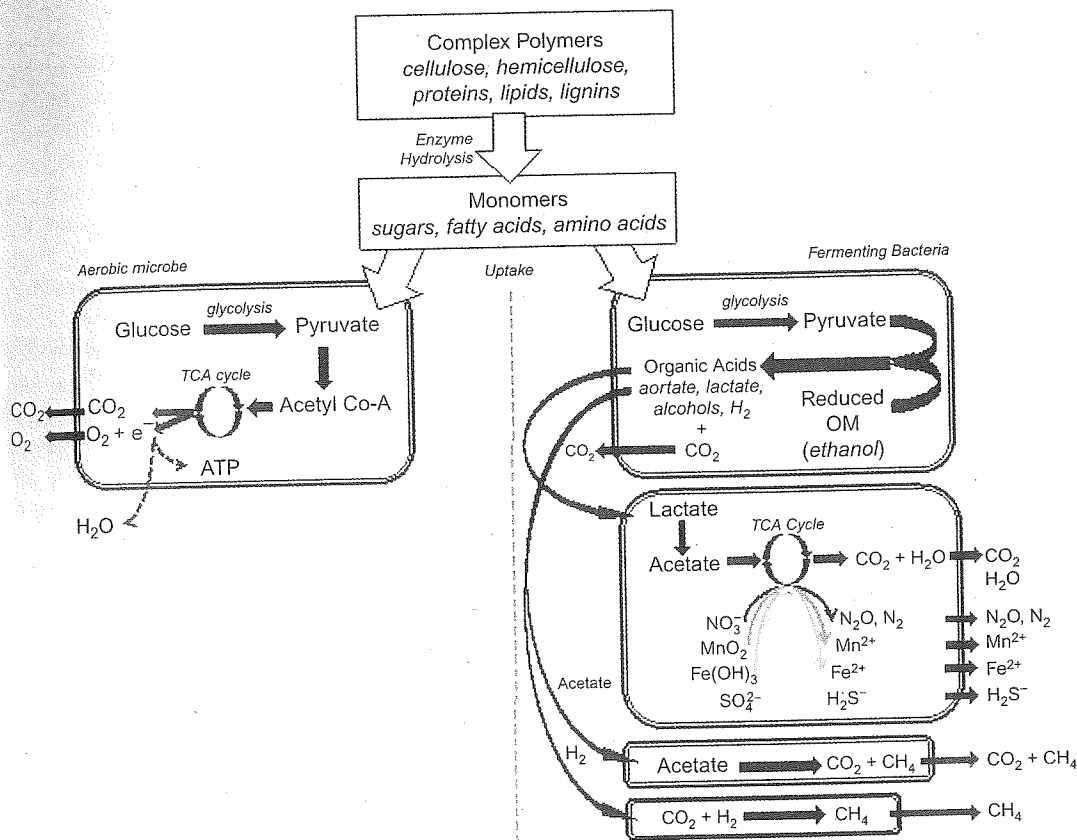 Complex Polymers
cellulose, hemicellulose,
proteins, lipids, lignins
Enzyme
Hydrolysis
Monomers
sugars, fatty acids, amino acids
Aerobic microbe
Uptake
Fermenting Bacteria
Glucose
glycolysis
Pyruvate
TCA cycle
Acetyl Co-A
CO₂
CO₂
O₂
O₂ + e⁻
ATP
H₂O
Glucose
glycolysis
Pyruvate
Organic Acids
aortate, lactate,
alcohols, H₂
+
CO₂
CO₂
Reduced
OM
(ethanol)
Lactate
Acetate
TCA Cycle
CO₂ + H₂O
CO₂
H₂O
NO₃⁻
N₂O, N₂
N₂O, N₂
MnO₂
Mn²⁺
Mn²⁺
Fe(OH)₃
Fe²⁺
Fe²⁺
SO₄²⁻
H₂S⁻
H₂S⁻
Acetate
H₂
Acetate
CO₂ + CH₄
CO₂ + CH₄
CO₂ + H₂
CH₄
CH₄